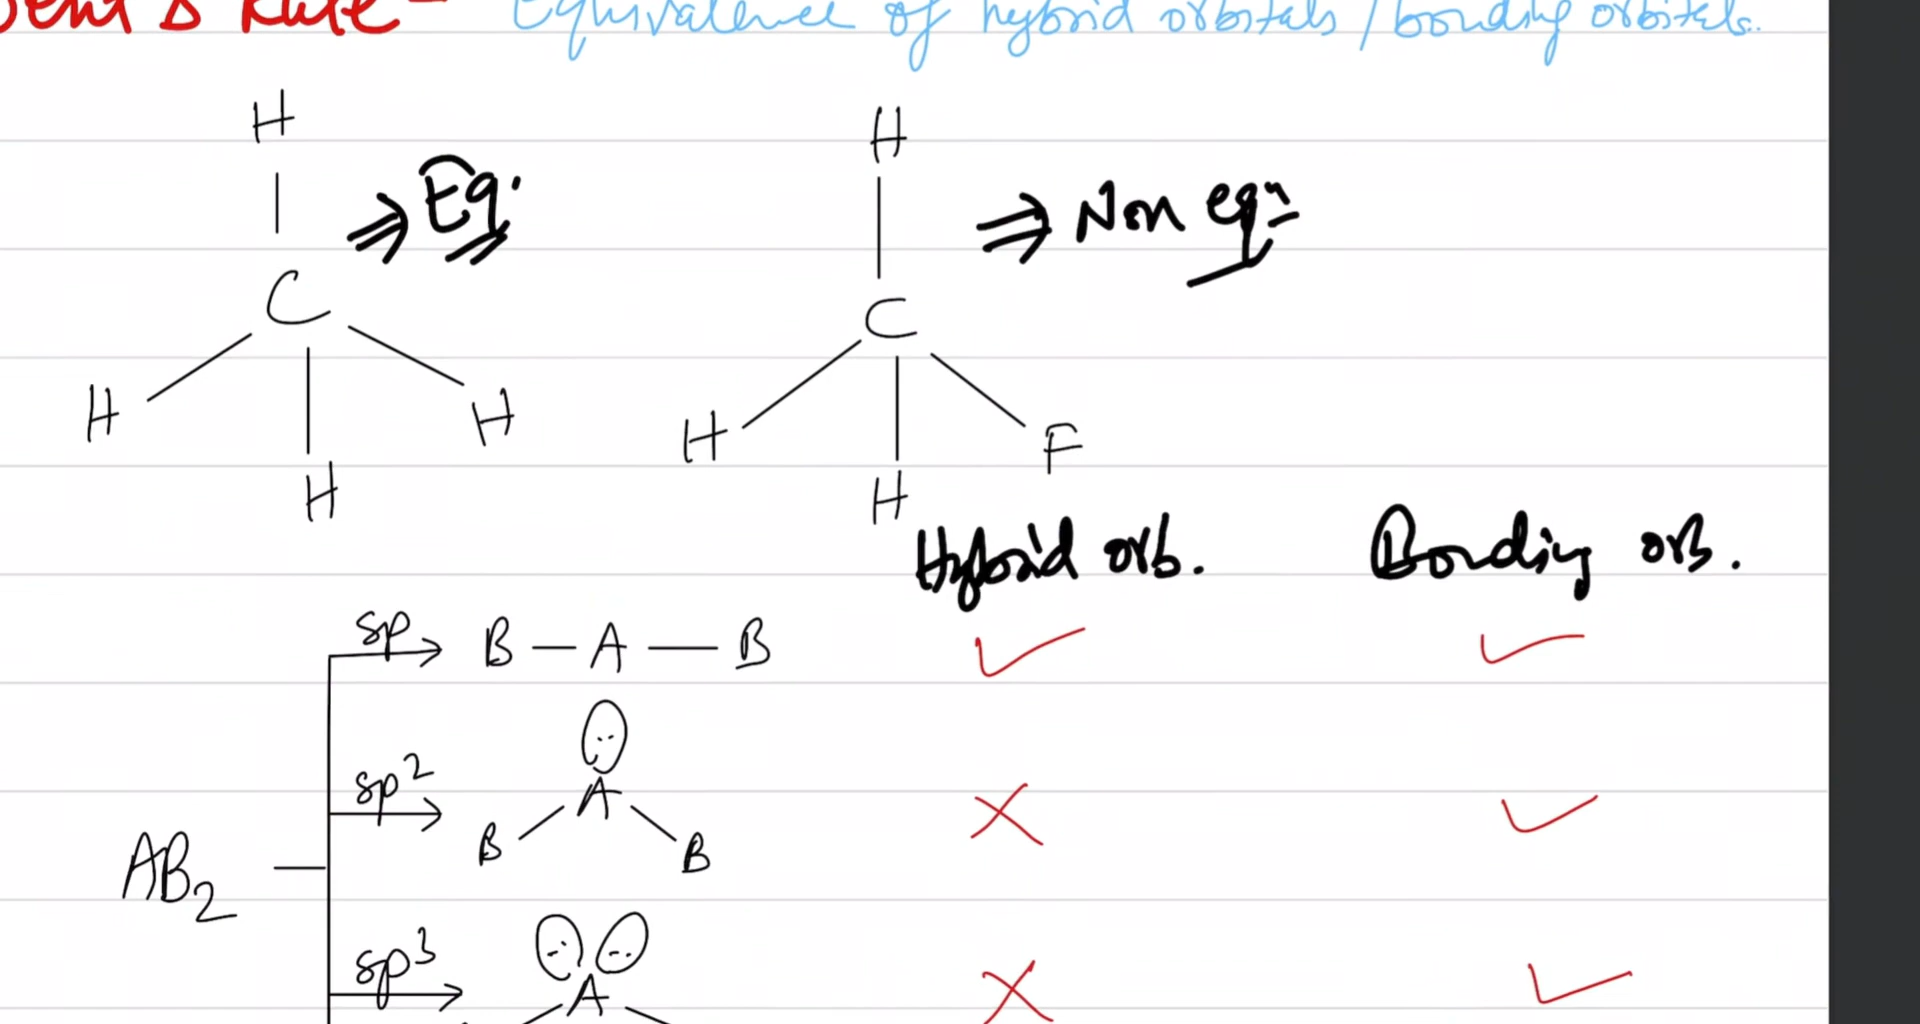 Bent's Rule - Equivalence of hybrid orbitals / bonding orbitals.
H H
⇒ Eq. ⇒ Non eq:
C C
H H H F
H H
Hybrid orb. Bonding orb.
sp → B — A — B ✓ ✓
sp² → A ✗ ✓
B B
AB₂
sp³ → A ✗ ✓